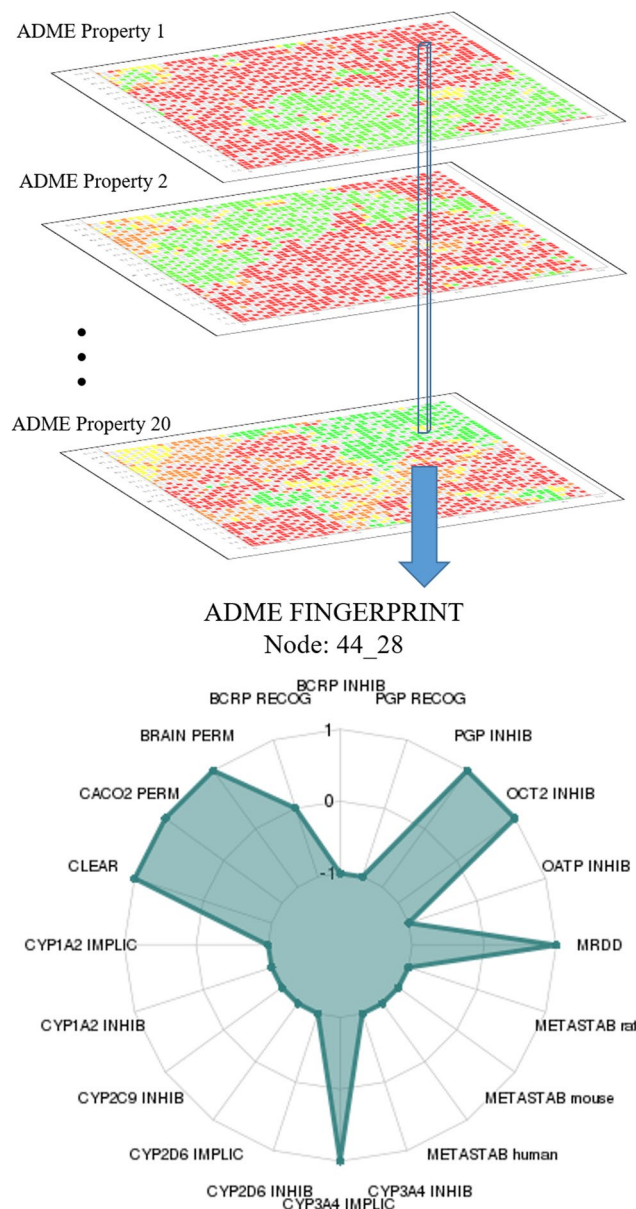 ADME Property 1
ADME Property 2
ADME Property 20
ADME FINGERPRINT
Node: 44_28
BCRP INHIB
BCRP RECOG
PGP RECOG
BRAIN PERM
PGP INHIB
1
CACO2 PERM
OCT2 INHIB
0
CLEAR
OATP INHIB
-1
CYP1A2 IMPLIC
MRDD
CYP1A2 INHIB
METASTAB rat
CYP2C9 INHIB
METASTAB mouse
CYP2D6 IMPLIC
METASTAB human
CYP2D6 INHIB
CYP3A4 INHIB
CYP3A4 IMPLIC